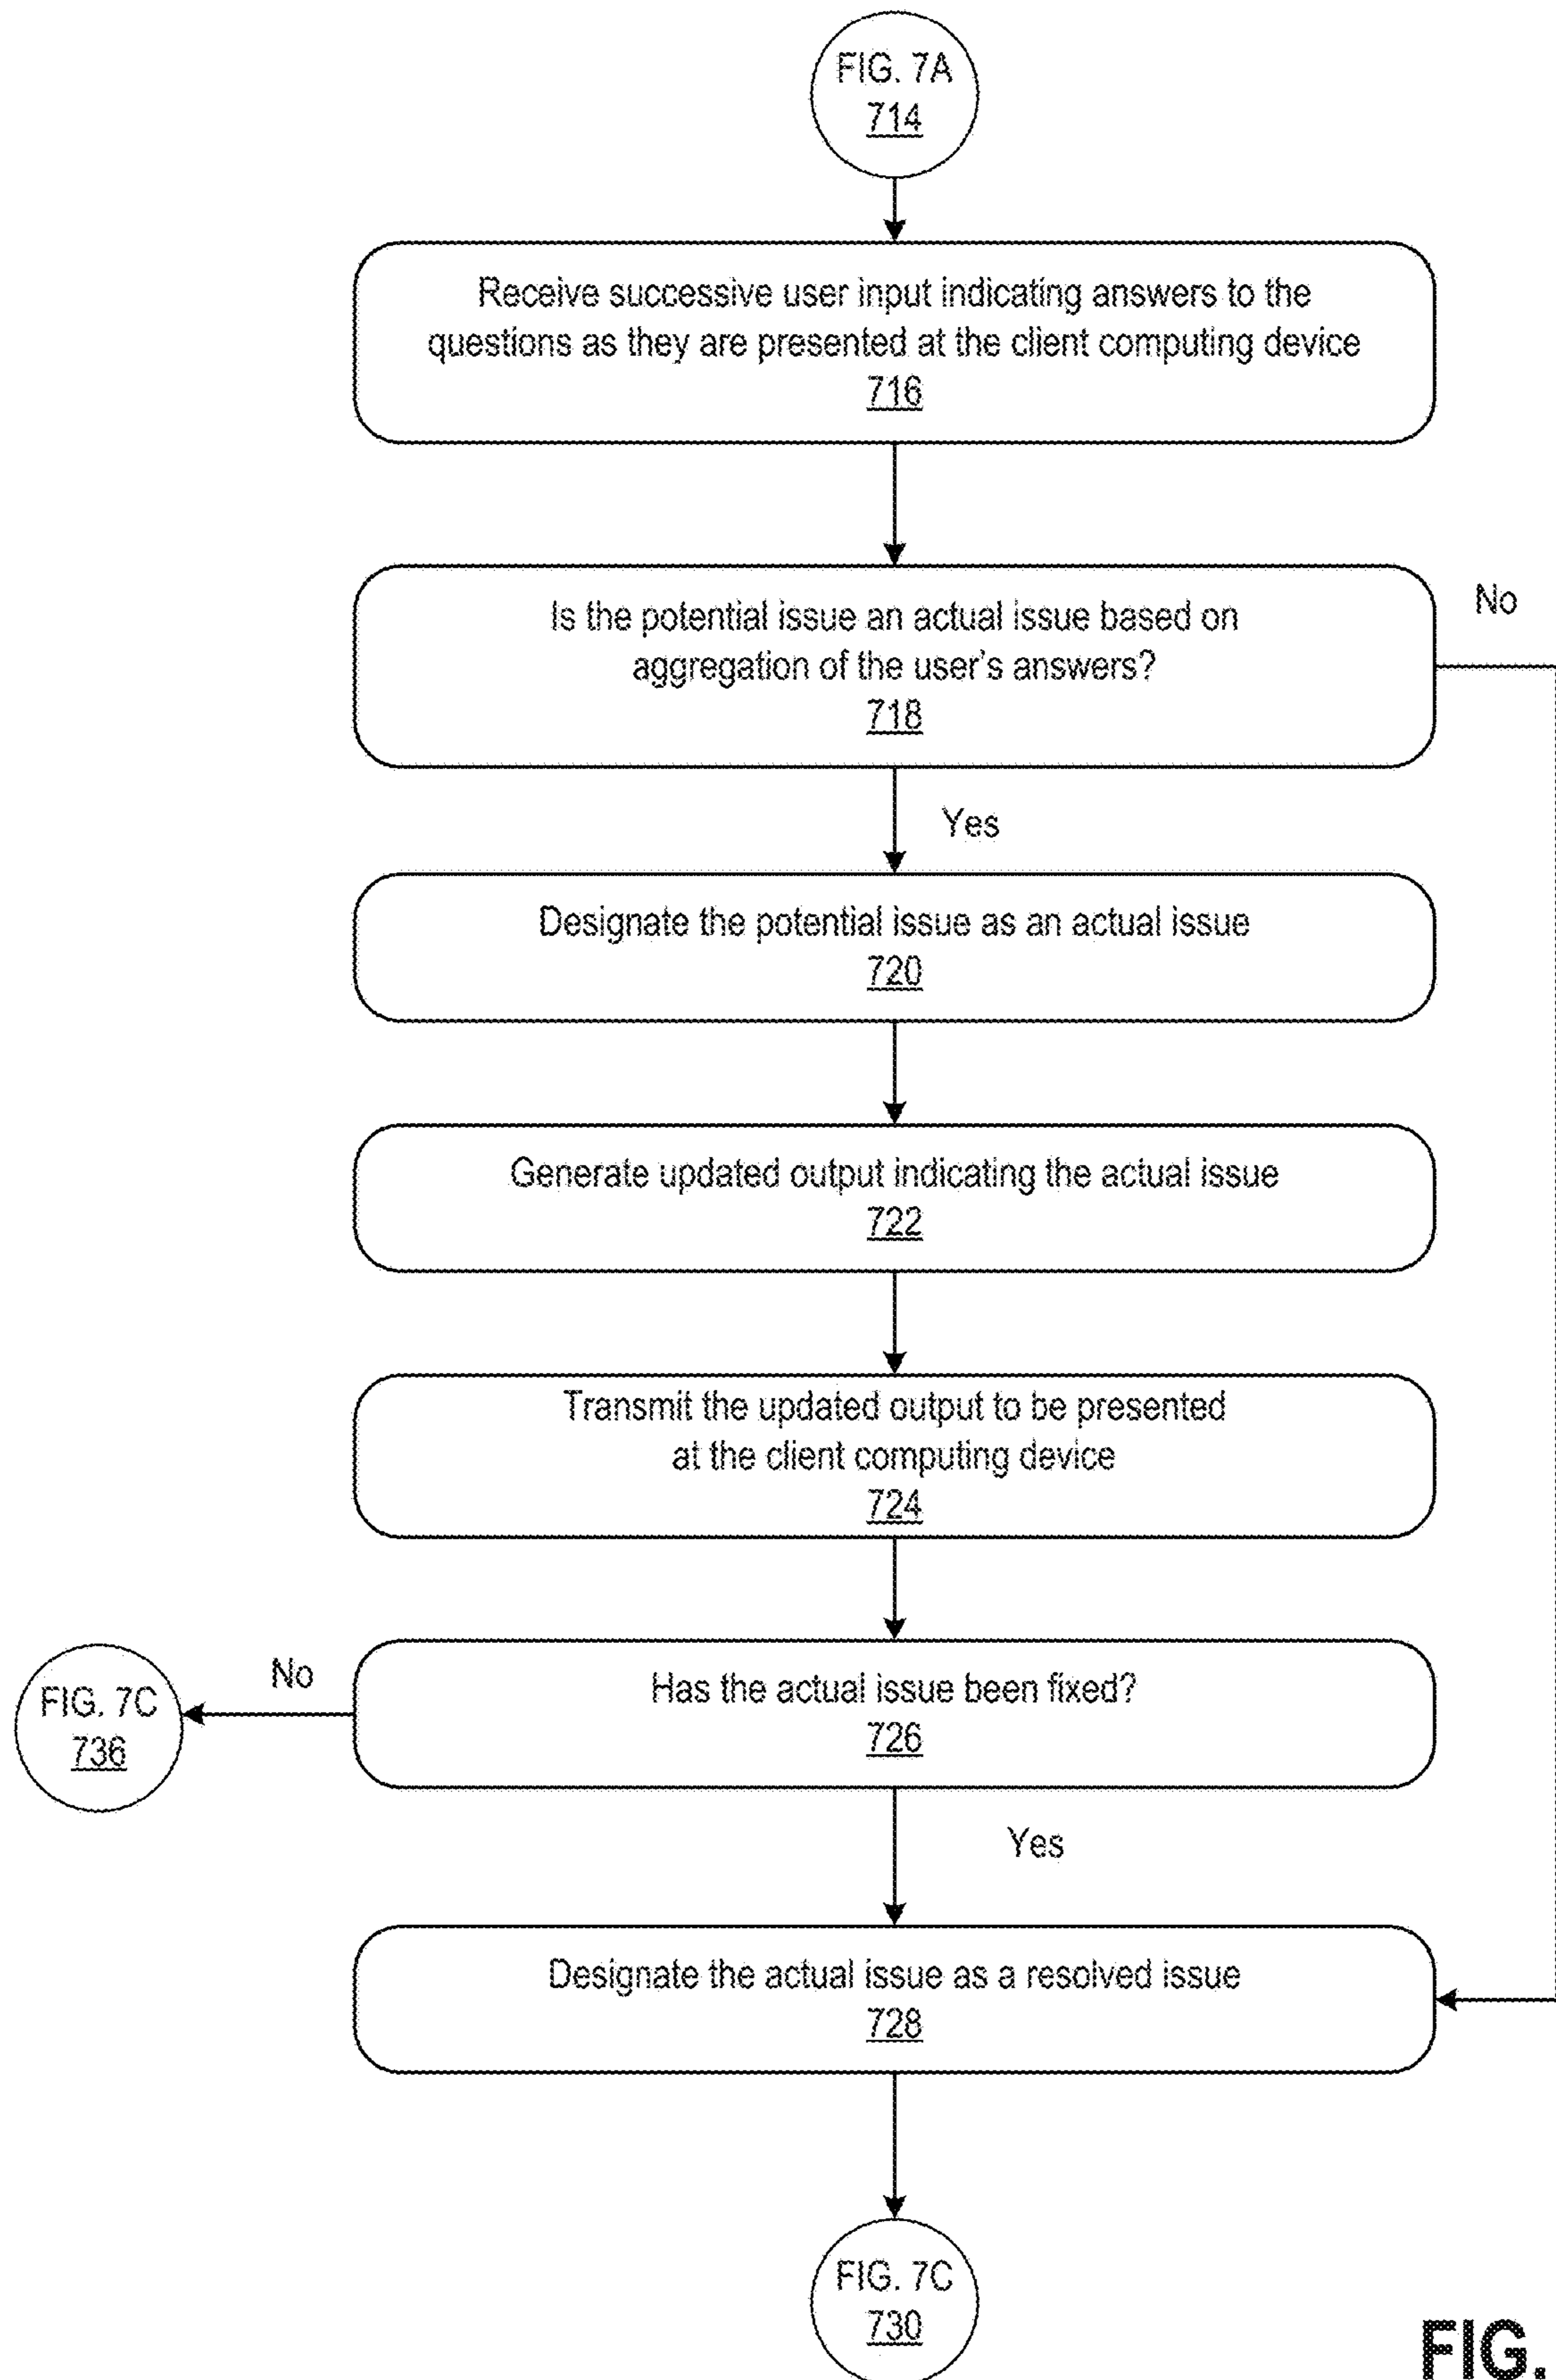 FIG. 7A
714
Receive successive user input indicating answers to the
questions as they are presented at the client computing device
716
Is the potential issue an actual issue based on
aggregation of the user's answers?
718
No
Yes
Designate the potential issue as an actual issue
720
Generate updated output indicating the actual issue
722
Transmit the updated output to be presented
at the client computing device
724
Has the actual issue been fixed?
726
No
FIG. 7C
736
Yes
Designate the actual issue as a resolved issue
728
FIG. 7C
730
FIG.